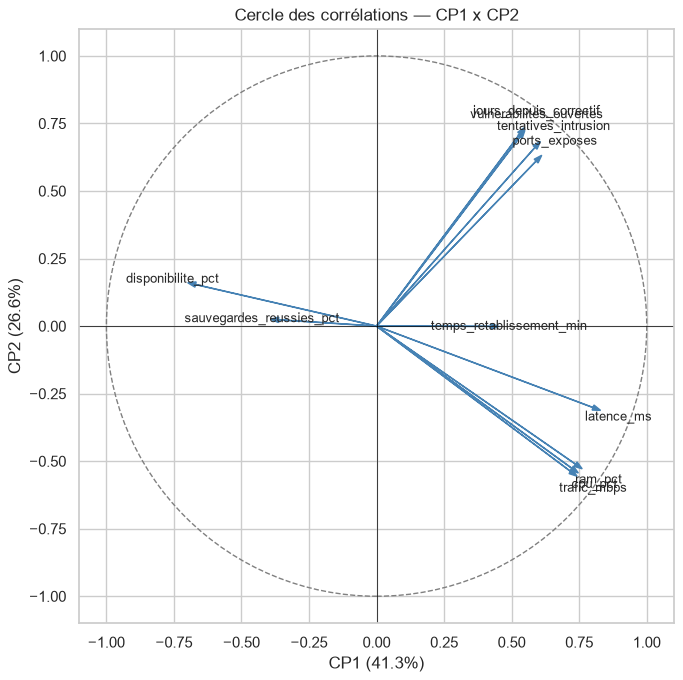 Cercle des corrélations — CP1 x CP2
1.00
0.75
0.50
0.25
0.00
−0.25
−0.50
−0.75
−1.00
CP2 (26.6%)
jours_depuis_correctif
vulnerabilites_ouvertes
tentatives_intrusion
ports_exposes
disponibilite_pct
sauvegardes_reussies_pct
temps_retablissement_min
latence_ms
ram_pct
cpu_pct
trafic_mbps
−1.00 −0.75 −0.50 −0.25 0.00 0.25 0.50 0.75 1.00
CP1 (41.3%)